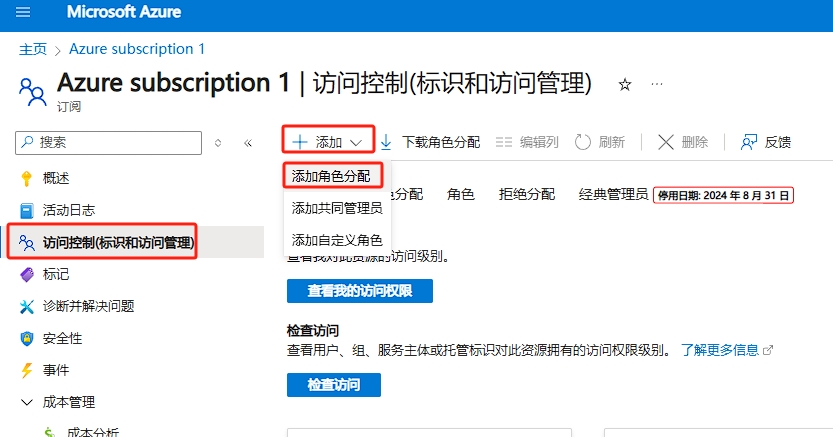 Microsoft Azure
主页 > Azure subscription 1
Azure subscription 1 | 访问控制(标识和访问管理)
订阅
搜索
添加 下载角色分配 编辑列 刷新 删除 反馈
添加角色分配
添加共同管理员
添加自定义角色
色分配 角色 拒绝分配 经典管理员 停用日期: 2024 年 8 月 31 日
概述
活动日志
访问控制(标识和访问管理)
标记
诊断并解决问题
安全性
事件
成本管理
成本分析
查看我对此资源的访问级别。
查看我的访问权限
检查访问
查看用户、组、服务主体或托管标识对此资源拥有的访问权限级别。 了解更多信息
检查访问